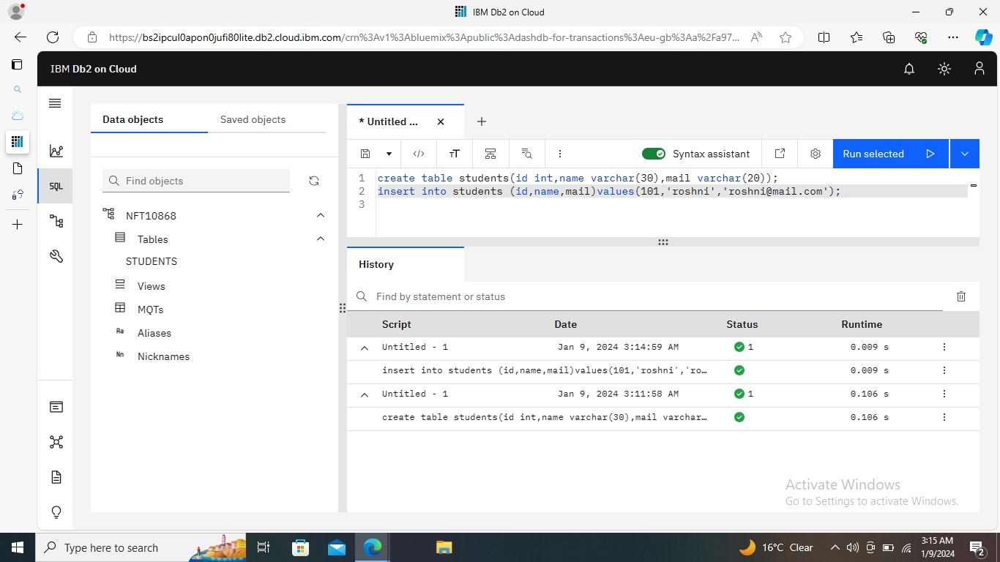 IBM Db2 on Cloud
https://bs2ipcul0apon0jufi80lite.db2.cloud.ibm.com/crn%3Av1%3Abluemix%3Apublic%3Adashdb-for-transactions%3Aeu-gb%3Aa%2Fa97...
IBM Db2 on Cloud
Data objects Saved objects
* Untitled ...
Syntax assistant Run selected
Find objects
1 create table students(id int,name varchar(30),mail varchar(20));
2 insert into students (id,name,mail)values(101,'roshni','roshni@mail.com');
3
SQL
NFT10868
Tables
STUDENTS
Views
MQTs
Aa Aliases
Nn Nicknames
History
Find by statement or status
Script Date Status Runtime
Untitled - 1 Jan 9, 2024 3:14:59 AM 1 0.009 s
insert into students (id,name,mail)values(101,'roshni','ro… 0.009 s
Untitled - 1 Jan 9, 2024 3:11:58 AM 1 0.106 s
create table students(id int,name varchar(30),mail varchar… 0.106 s
Activate Windows
Go to Settings to activate Windows.
Type here to search
16°C Clear
3:15 AM
1/9/2024
2